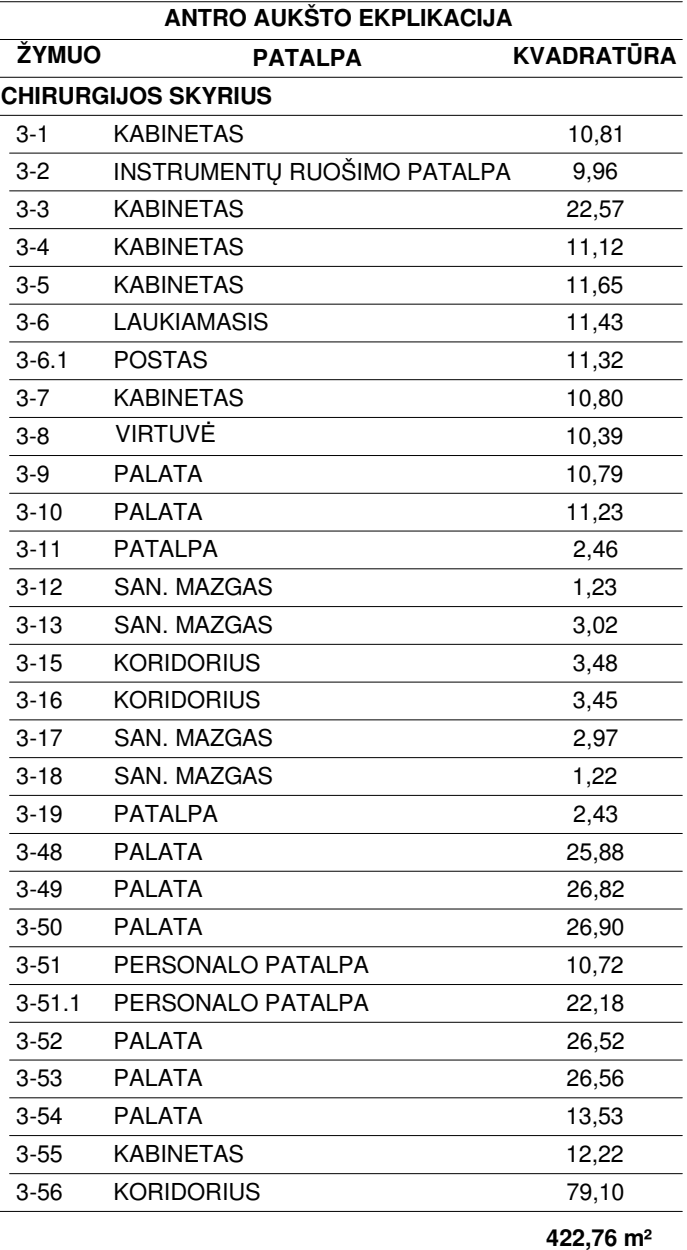 ANTRO AUKŠTO EKPLIKACIJA
ŽYMUO PATALPA KVADRATŪRA
CHIRURGIJOS SKYRIUS
3-1 KABINETAS 10,81
3-2 INSTRUMENTŲ RUOŠIMO PATALPA 9,96
3-3 KABINETAS 22,57
3-4 KABINETAS 11,12
3-5 KABINETAS 11,65
3-6 LAUKIAMASIS 11,43
3-6.1 POSTAS 11,32
3-7 KABINETAS 10,80
3-8 VIRTUVĖ 10,39
3-9 PALATA 10,79
3-10 PALATA 11,23
3-11 PATALPA 2,46
3-12 SAN. MAZGAS 1,23
3-13 SAN. MAZGAS 3,02
3-15 KORIDORIUS 3,48
3-16 KORIDORIUS 3,45
3-17 SAN. MAZGAS 2,97
3-18 SAN. MAZGAS 1,22
3-19 PATALPA 2,43
3-48 PALATA 25,88
3-49 PALATA 26,82
3-50 PALATA 26,90
3-51 PERSONALO PATALPA 10,72
3-51.1 PERSONALO PATALPA 22,18
3-52 PALATA 26,52
3-53 PALATA 26,56
3-54 PALATA 13,53
3-55 KABINETAS 12,22
3-56 KORIDORIUS 79,10
422,76 m²